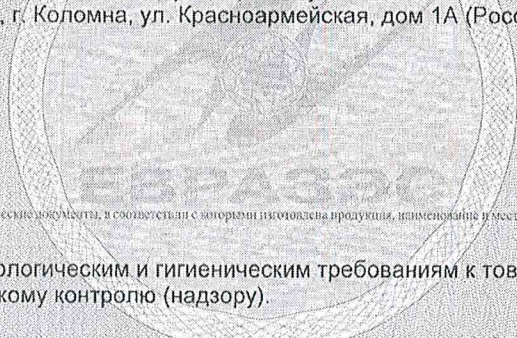 , г. Коломна, ул. Красноармейская, дом 1А (Росс
ЕВРАЗЭС
еские документы, в соответствии с которыми изготовлена продукция, наименование и мест
ологическим и гигиеническим требованиям к тов
кому контролю (надзору).